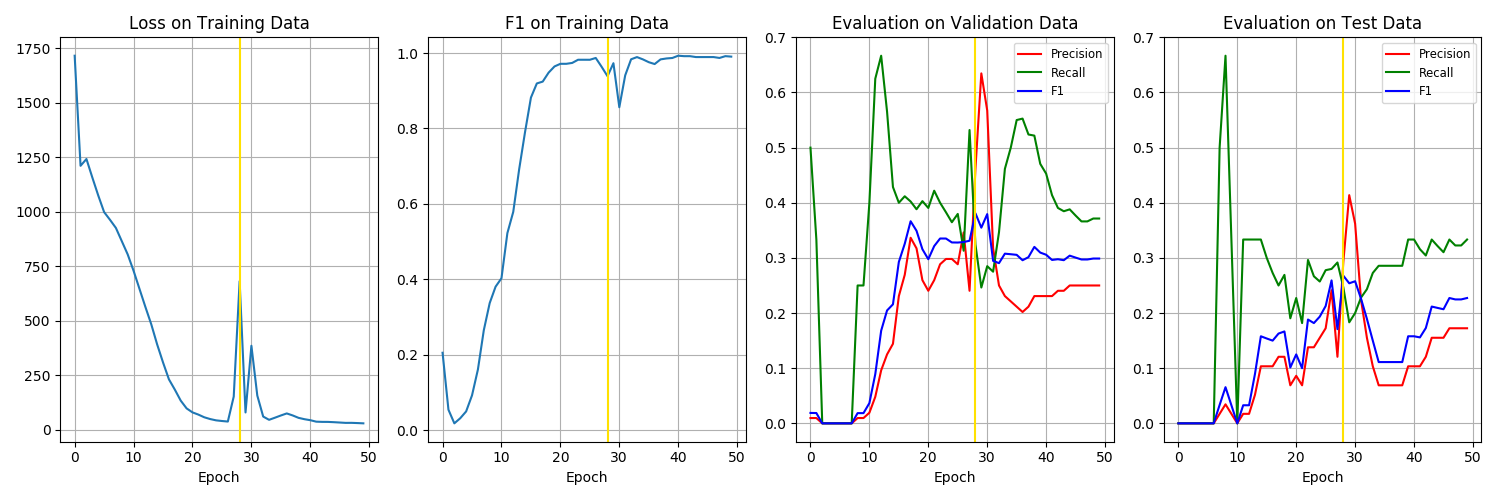 Loss on Training Data
1750
1500
1250
1000
750
500
250
0
0 10 20 30 40 50
Epoch
F1 on Training Data
1.0
0.8
0.6
0.4
0.2
0.0
0 10 20 30 40 50
Epoch
Evaluation on Validation Data
Precision
Recall
F1
0.7
0.6
0.5
0.4
0.3
0.2
0.1
0.0
0 10 20 30 40 50
Epoch
Evaluation on Test Data
Precision
Recall
F1
0.7
0.6
0.5
0.4
0.3
0.2
0.1
0.0
0 10 20 30 40 50
Epoch